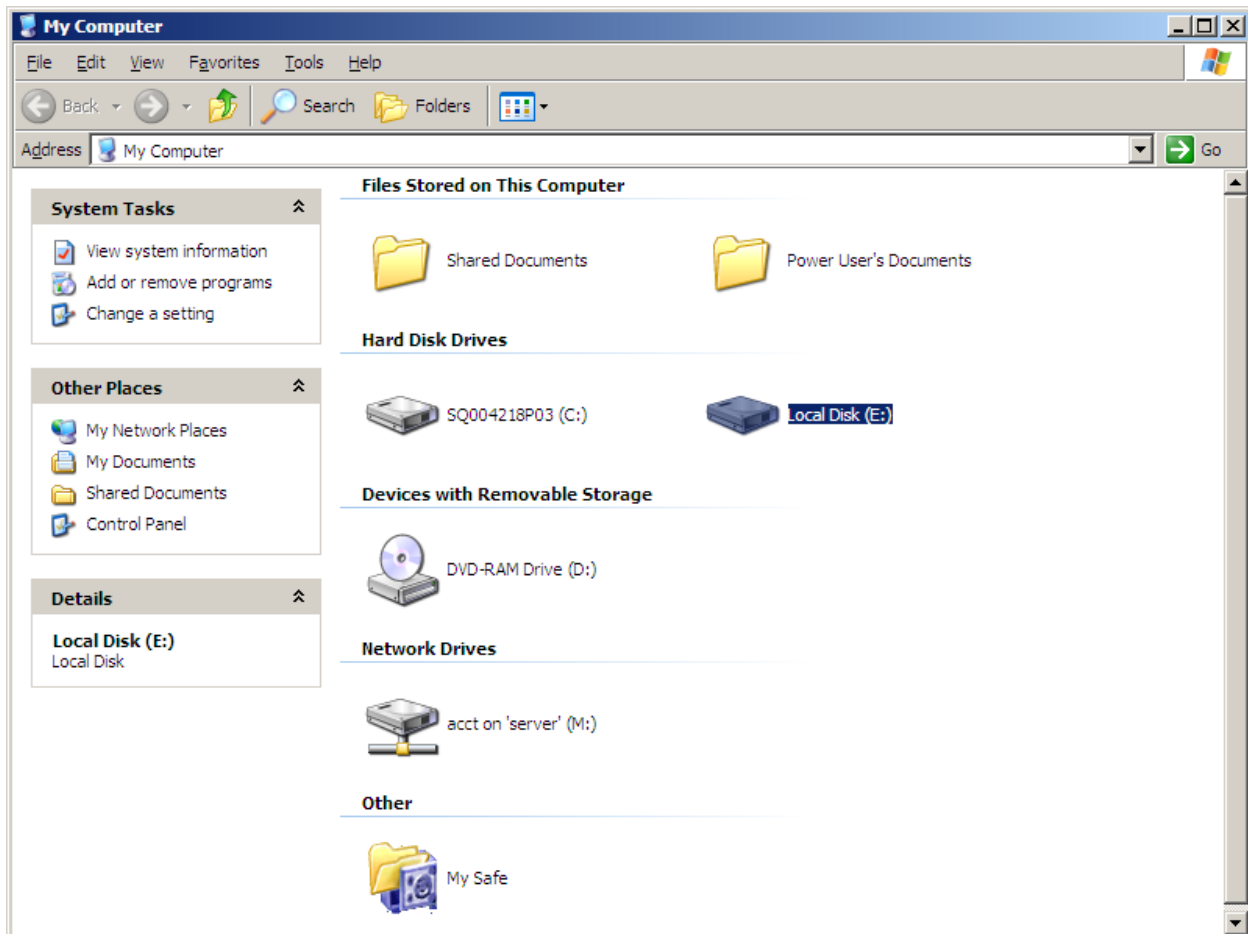 My Computer
File Edit View Favorites Tools Help
Back Search Folders
Address My Computer Go
System Tasks
View system information
Add or remove programs
Change a setting
Other Places
My Network Places
My Documents
Shared Documents
Control Panel
Details
Local Disk (E:)
Local Disk
Files Stored on This Computer
Shared Documents Power User's Documents
Hard Disk Drives
SQ004218P03 (C:) Local Disk (E:)
Devices with Removable Storage
DVD-RAM Drive (D:)
Network Drives
acct on 'server' (M:)
Other
My Safe